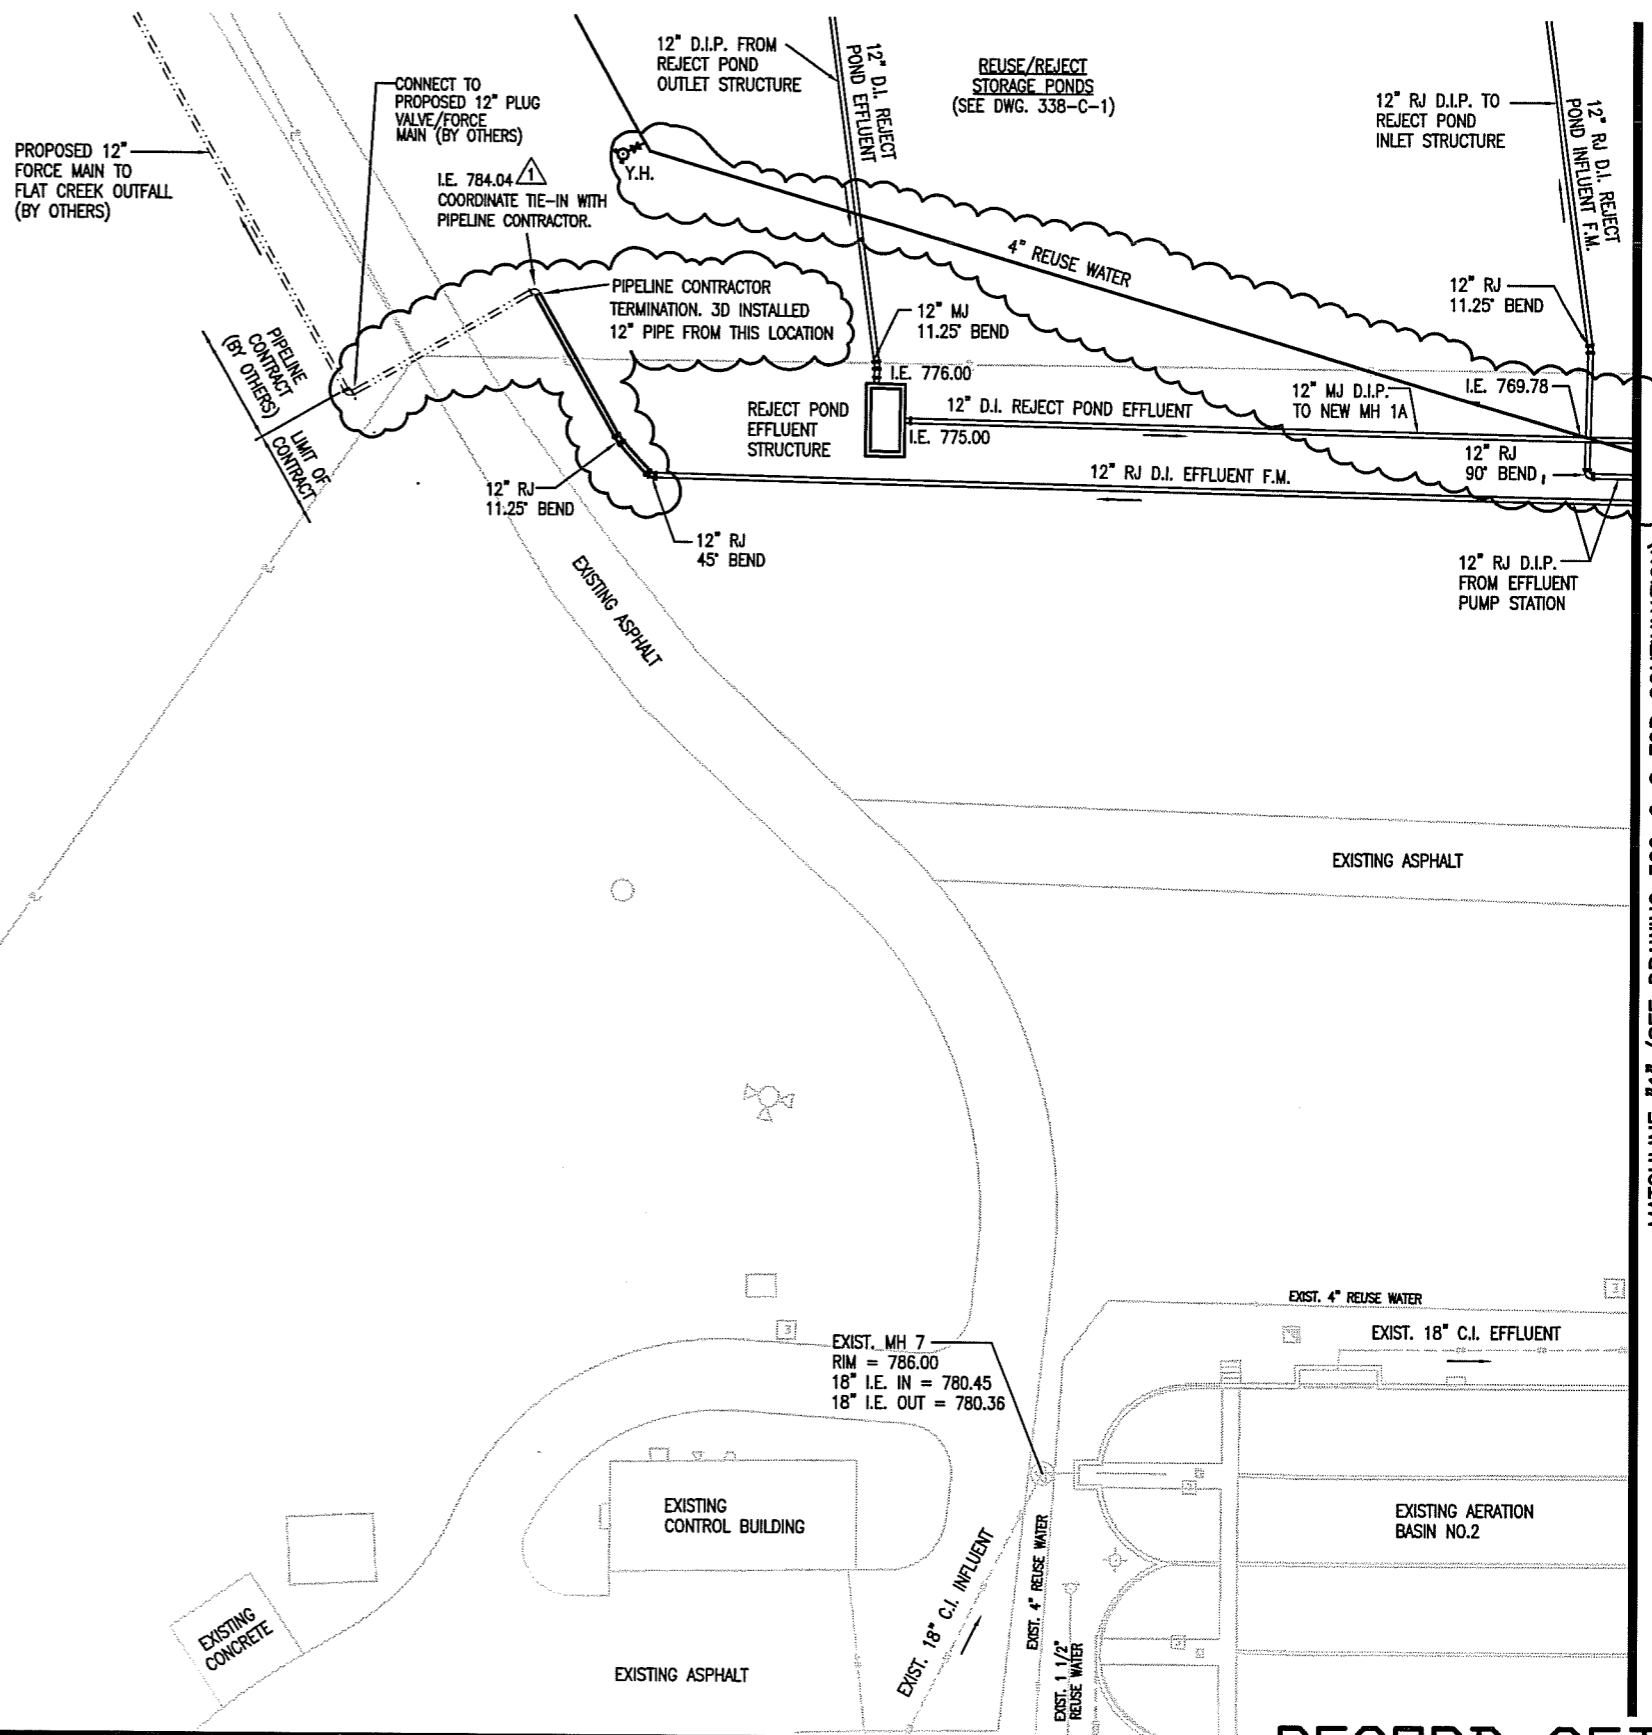 12" D.I.P. FROM
REJECT POND
OUTLET STRUCTURE
12" D.I. REJECT
POND EFFLUENT
REUSE/REJECT
STORAGE PONDS
(SEE DWG. 338-C-1)
12" RJ D.I.P. TO
REJECT POND
INLET STRUCTURE
12" RJ D.I. REJECT
POND INFLUENT F.M.
CONNECT TO
PROPOSED 12" PLUG
VALVE/FORCE
MAIN (BY OTHERS)
PROPOSED 12"
FORCE MAIN TO
FLAT CREEK OUTFALL
(BY OTHERS)
I.E. 784.04
1
COORDINATE TIE-IN WITH
PIPELINE CONTRACTOR.
Y.H.
4" REUSE WATER
PIPELINE CONTRACTOR
TERMINATION. 3D INSTALLED
12" PIPE FROM THIS LOCATION
12" MJ
11.25° BEND
12" RJ
11.25° BEND
PIPELINE
CONTRACT
(BY OTHERS)
LIMIT OF
CONTRACT
I.E. 776.00
REJECT POND
EFFLUENT
STRUCTURE
12" D.I. REJECT POND EFFLUENT
I.E. 775.00
12" MJ D.I.P.
TO NEW MH 1A
I.E. 769.78
12" RJ
90° BEND
12" RJ D.I. EFFLUENT F.M.
12" RJ
11.25° BEND
12" RJ
45° BEND
12" RJ D.I.P.
FROM EFFLUENT
PUMP STATION
EXISTING ASPHALT
EXISTING ASPHALT
EXIST. 4" REUSE WATER
EXIST. 18" C.I. EFFLUENT
EXIST. MH 7
RIM = 786.00
18" I.E. IN = 780.45
18" I.E. OUT = 780.36
EXISTING
CONTROL BUILDING
EXISTING AERATION
BASIN NO.2
EXIST. 18" C.I. INFLUENT
EXIST. 4" REUSE WATER
EXIST. 1 1/2"
REUSE WATER
EXISTING
CONCRETE
EXISTING ASPHALT